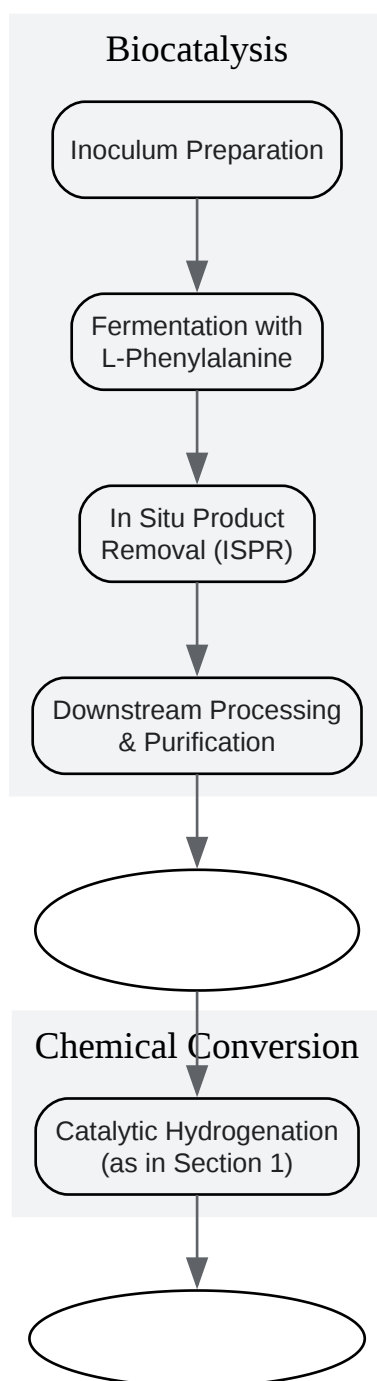 Biocatalysis
Inoculum Preparation
Fermentation with
L-Phenylalanine
In Situ Product
Removal (ISPR)
Downstream Processing
& Purification
Chemical Conversion
Catalytic Hydrogenation
(as in Section 1)